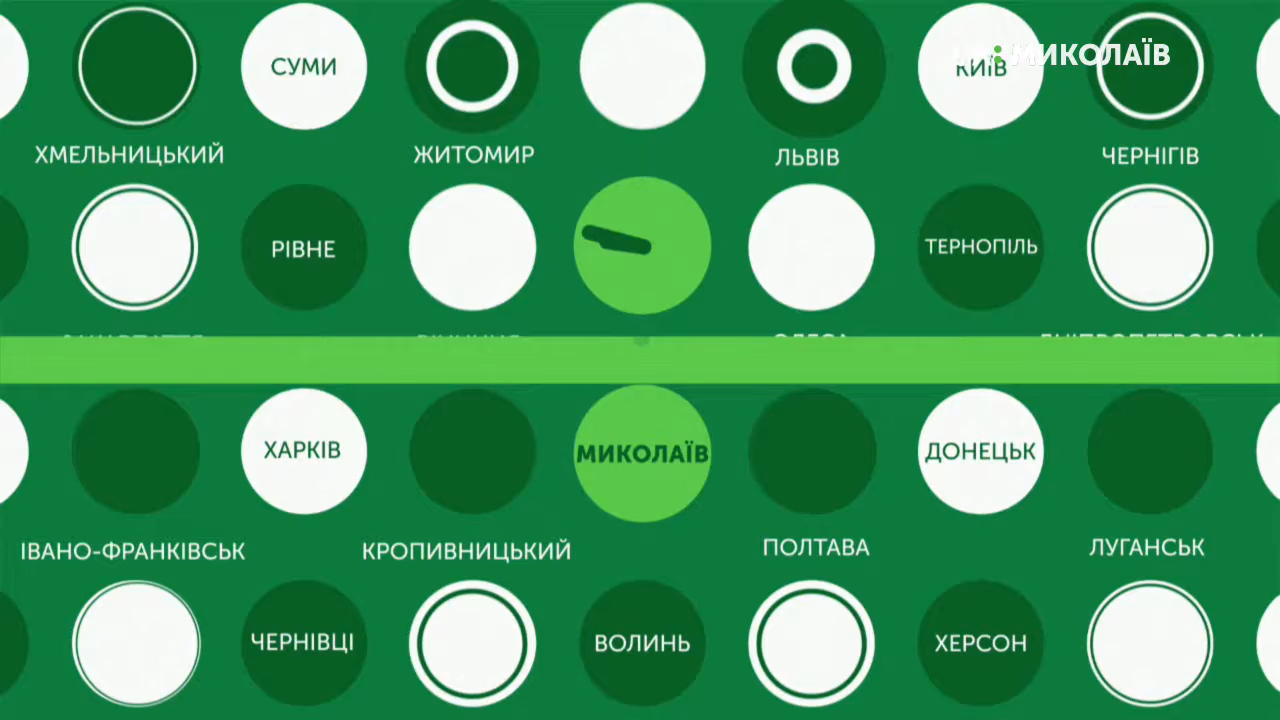 МИКОЛАЇВ
СУМИ
КИЇВ
ХМЕЛЬНИЦЬКИЙ
ЖИТОМИР
ЛЬВІВ
ЧЕРНІГІВ
РІВНЕ
ТЕРНОПІЛЬ
ХАРКІВ
МИКОЛАЇВ
ДОНЕЦЬК
ІВАНО-ФРАНКІВСЬК
КРОПИВНИЦЬКИЙ
ПОЛТАВА
ЛУГАНСЬК
ЧЕРНІВЦІ
ВОЛИНЬ
ХЕРСОН